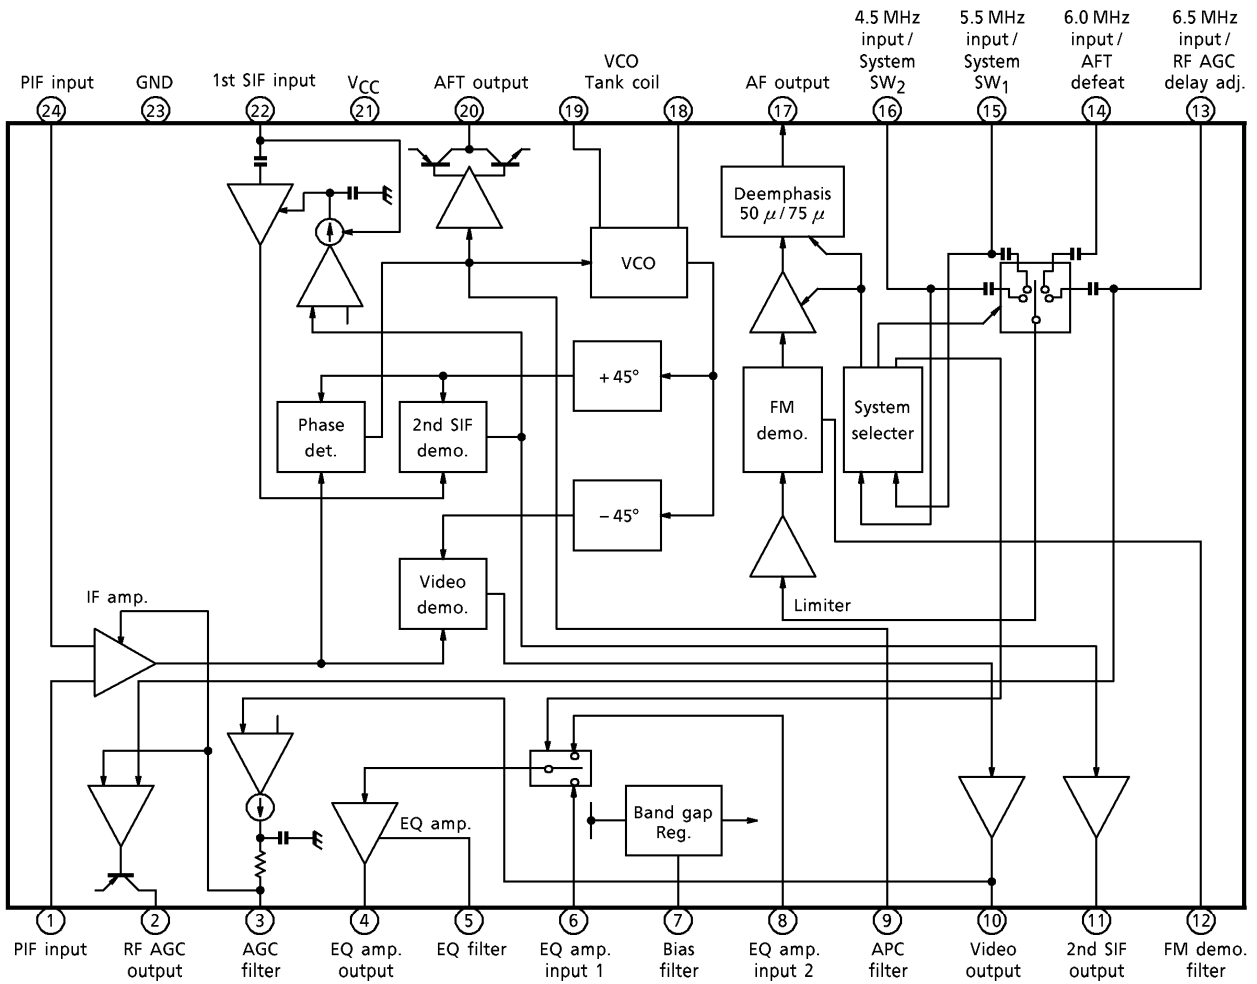 4.5 MHz
input /
System
SW2
5.5 MHz
input /
System
SW1
6.0 MHz
input /
AFT
defeat
6.5 MHz
input /
RF AGC
delay adj.
PIF input
GND
1st SIF input
VCC
AFT output
VCO
Tank coil
AF output
24
23
22
21
20
19
18
17
16
15
14
13
Deemphasis
50 μ / 75 μ
VCO
+ 45°
Phase
det.
2nd SIF
demo.
FM
demo.
System
selecter
− 45°
Video
demo.
IF amp.
Limiter
EQ amp.
Band gap
Reg.
1
2
3
4
5
6
7
8
9
10
11
12
PIF input
RF AGC
output
AGC
filter
EQ amp.
output
EQ filter
EQ amp.
input 1
Bias
filter
EQ amp.
input 2
APC
filter
Video
output
2nd SIF
output
FM demo.
filter